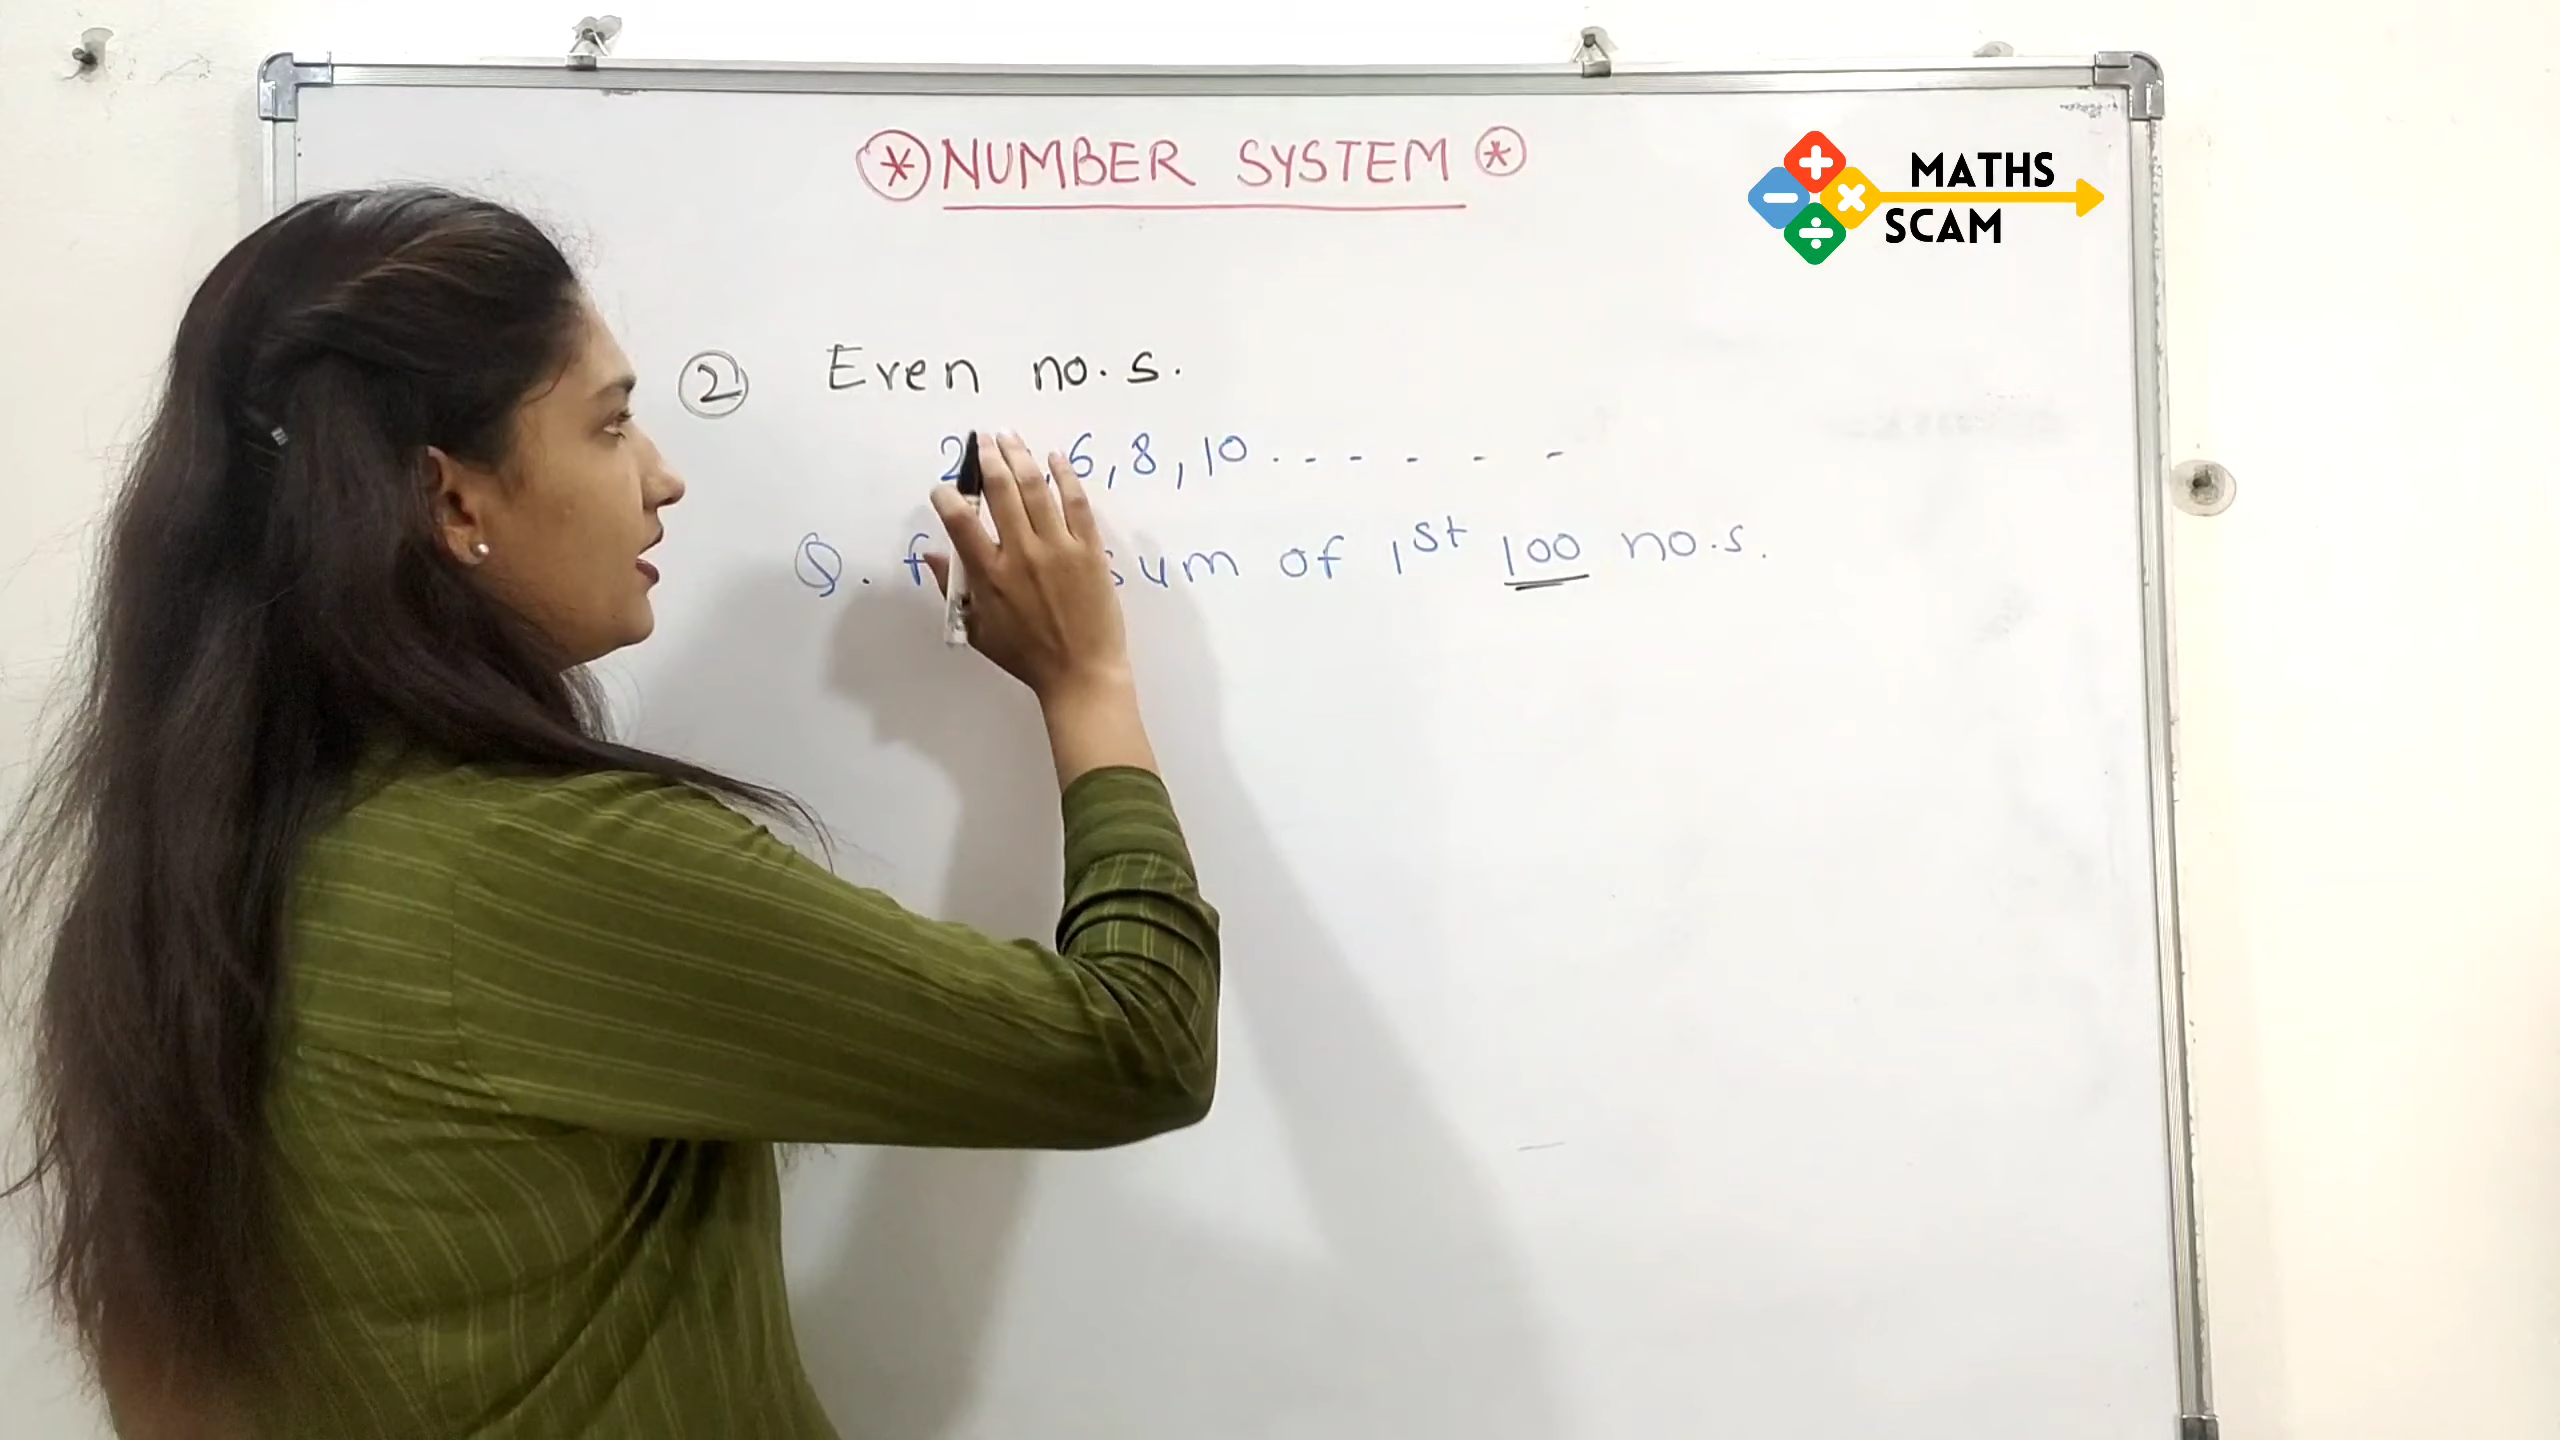 * NUMBER SYSTEM *
MATHS
SCAM
2 Even no.s.
2 , 6, 8, 10 . . - - - - -
Q. sum of 1st 100 no.s.